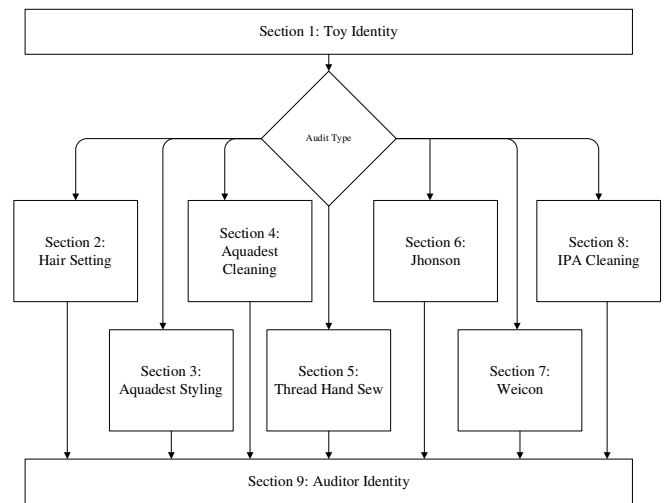 Section 1: Toy Identity
Audit Type
Section 2:
Hair Setting
Section 4:
Aquadest
Cleaning
Section 6:
Jhonson
Section 8:
IPA Cleaning
Section 3:
Aquadest Styling
Section 5:
Thread Hand Sew
Section 7:
Weicon
Section 9: Auditor Identity